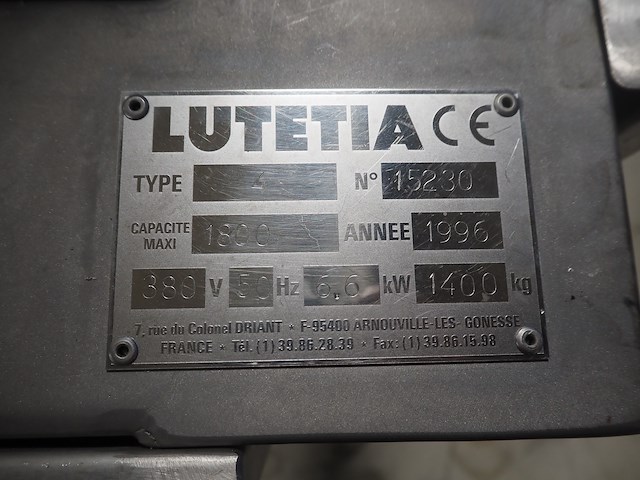 LUTETIA CE
TYPE 4 N° 15230
CAPACITE MAXI 1800 ANNEE 1996
380 V 50 Hz 6,6 kW 1400 kg
7, rue du Colonel DRIANT * F-95400 ARNOUVILLE-LES-GONESSE
FRANCE * Tél. (1) 39.86.28.39 * Fax: (1) 39.86.15.98